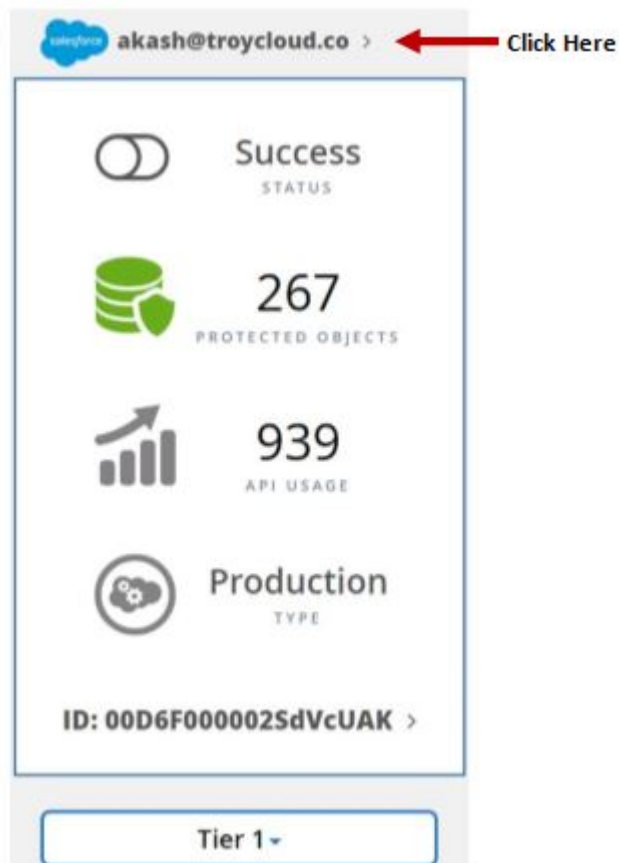 salesforce akash@troycloud.co > Click Here
Success
STATUS
267
PROTECTED OBJECTS
939
API USAGE
Production
TYPE
ID: 00D6F000002SdVcUAK >
Tier 1